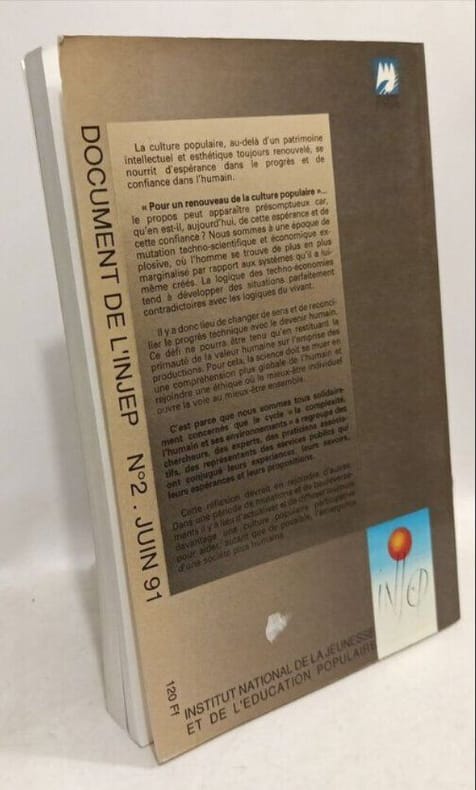 DOCUMENT DE L'INJEP N°2 . JUIN 91
La culture populaire, au-delà d'un patrimoine
intellectuel et esthétique toujours renouvelé, se
nourrit d'espérance dans le progrès et de
confiance dans l'humain.
« Pour un renouveau de la culture populaire »...
le propos peut apparaître présomptueux car,
qu'en est-il, aujourd'hui, de cette espérance et de
cette confiance ? Nous sommes à une époque de
mutation techno-scientifique et économique ex-
plosive, où l'homme se trouve de plus en plus
marginalisé par rapport aux systèmes qu'il a lui-
même créés. La logique des techno-économies
tend à développer des situations parfaitement
contradictoires avec les logiques du vivant.
Il y a donc lieu de changer de sens et de reconci-
lier le progrès technique avec le devenir humain.
Ce défi ne pourra être tenu qu'en restituant la
primauté de la valeur humaine sur l'emprise des
productions. Pour cela, la science doit se muer en
une compréhension plus globale de l'humain et
rejoindre une éthique où le mieux-être individuel
ouvre la voie au mieux-être ensemble.
C'est parce que nous sommes tous solidaire-
ment concernés que le cycle « la complexité,
l'humain et ses environnements » a regroupé des
chercheurs, des experts, des praticiens associa-
tifs, des représentants des services publics qui
ont conjugué leurs expériences, leurs savoirs,
leurs espérances et leurs propositions.
Cette réflexion devrait en rejoindre d'autres.
Dans une période de mutations et de bouleverse-
ments il y a lieu d'actualiser et de diffuser toujours
davantage une culture populaire participative
pour aider, autant que de possible, l'émergence
d'une société plus humaine.
INJEP
120 Ff
INSTITUT NATIONAL DE LA JEUNESSE
ET DE L'EDUCATION POPULAIRE